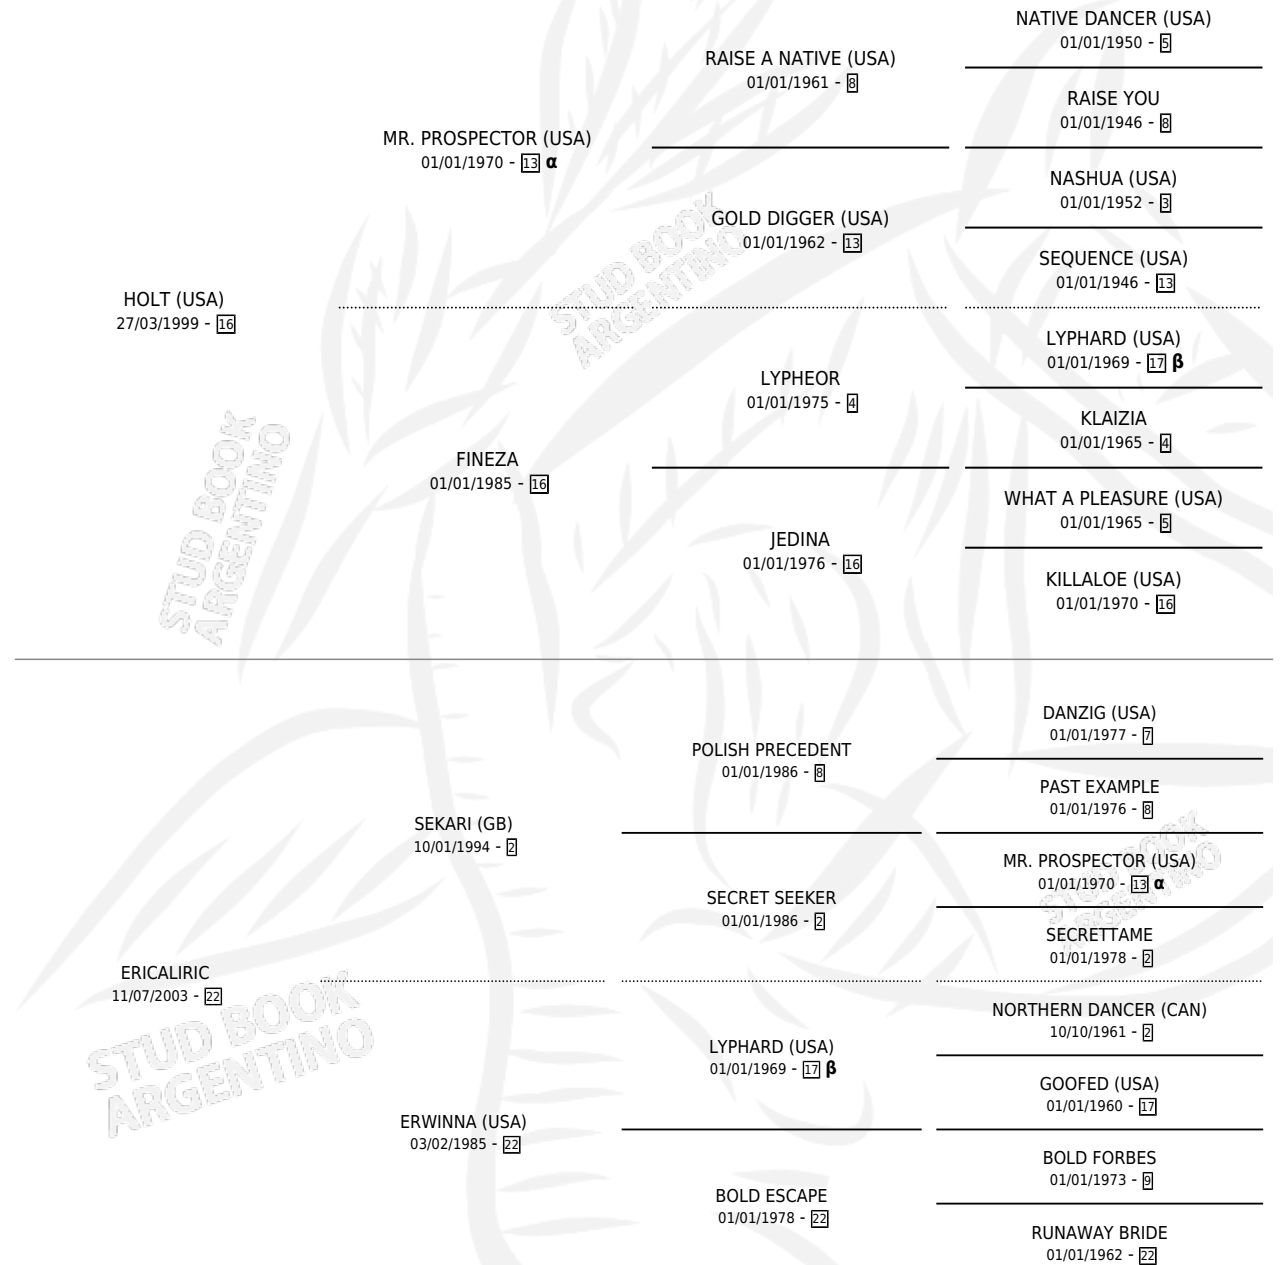 HOLT (USA)
27/03/1999 - 16
MR. PROSPECTOR (USA)
01/01/1970 - 13 α
FINEZA
01/01/1985 - 16
RAISE A NATIVE (USA)
01/01/1961 - 8
GOLD DIGGER (USA)
01/01/1962 - 13
LYPHEOR
01/01/1975 - 4
JEDINA
01/01/1976 - 16
NATIVE DANCER (USA)
01/01/1950 - 5
RAISE YOU
01/01/1946 - 8
NASHUA (USA)
01/01/1952 - 3
SEQUENCE (USA)
01/01/1946 - 13
LYPHARD (USA)
01/01/1969 - 17 β
KLAIZIA
01/01/1965 - 4
WHAT A PLEASURE (USA)
01/01/1965 - 5
KILLALOE (USA)
01/01/1970 - 16
STUD BOOK
ARGENTINO
STUD BOOK
ARGENTINO
ERICALIRIC
11/07/2003 - 22
SEKARI (GB)
10/01/1994 - 2
ERWINNA (USA)
03/02/1985 - 22
POLISH PRECEDENT
01/01/1986 - 8
SECRET SEEKER
01/01/1986 - 2
LYPHARD (USA)
01/01/1969 - 17 β
BOLD ESCAPE
01/01/1978 - 22
DANZIG (USA)
01/01/1977 - 7
PAST EXAMPLE
01/01/1976 - 8
MR. PROSPECTOR (USA)
01/01/1970 - 13 α
SECRETTAME
01/01/1978 - 2
NORTHERN DANCER (CAN)
10/10/1961 - 2
GOOFED (USA)
01/01/1960 - 17
BOLD FORBES
01/01/1973 - 9
RUNAWAY BRIDE
01/01/1962 - 22
STUD BOOK
ARGENTINO
STUD BOOK
ARGENTINO